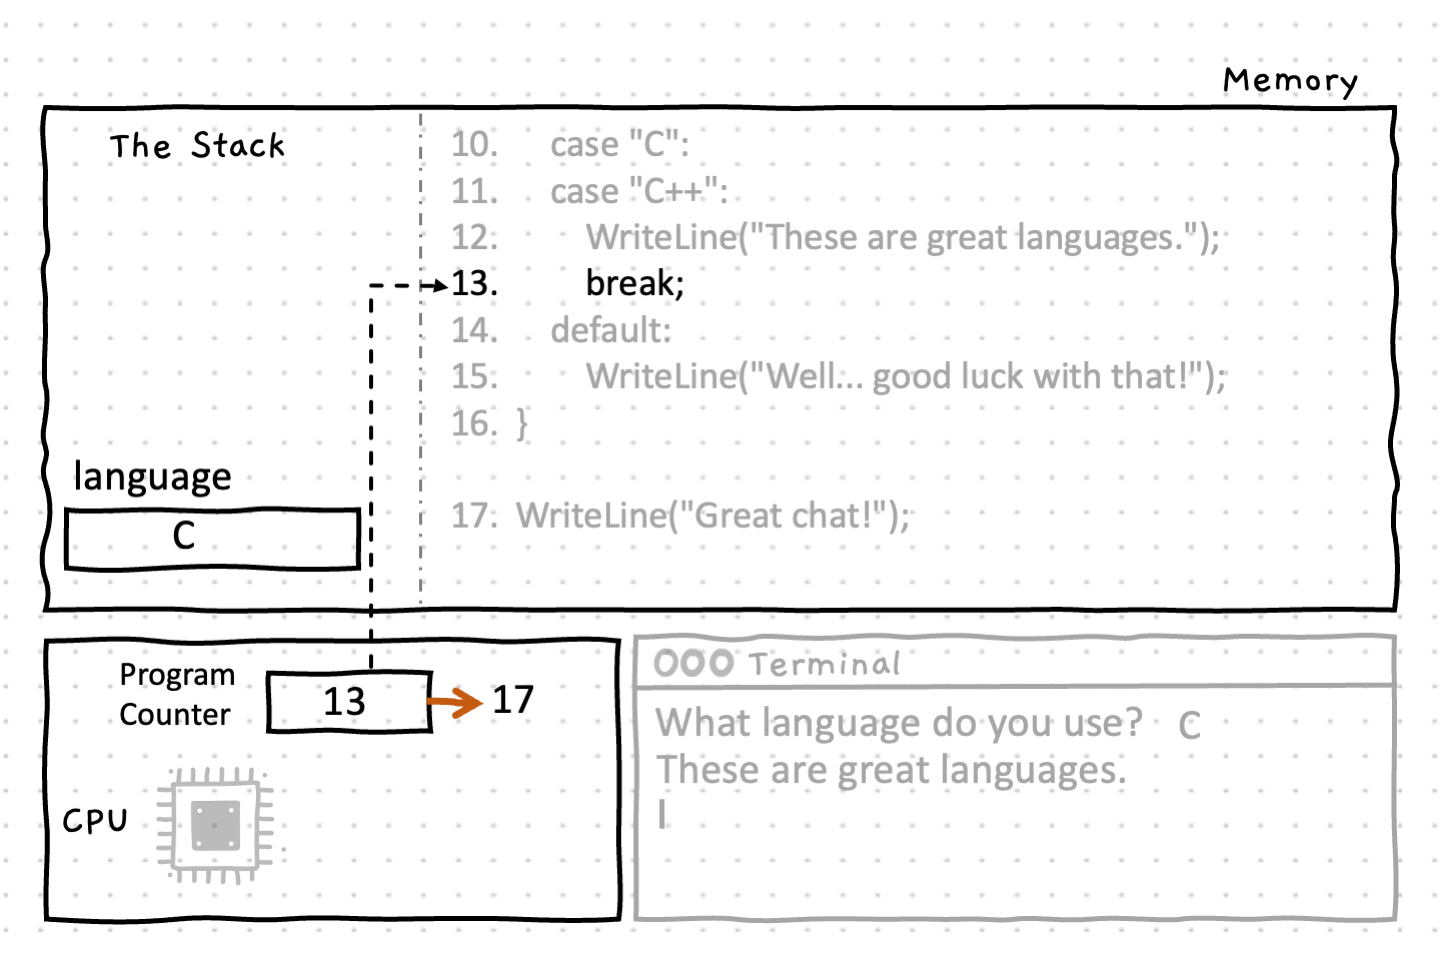 Memory
The Stack
10. case "C":
11. case "C++":
12. WriteLine("These are great languages.");
13. break;
14. default:
15. WriteLine("Well... good luck with that!");
16. }
17. WriteLine("Great chat!");
language
C
Program
Counter
13
17
CPU
Terminal
What language do you use? C
These are great languages.